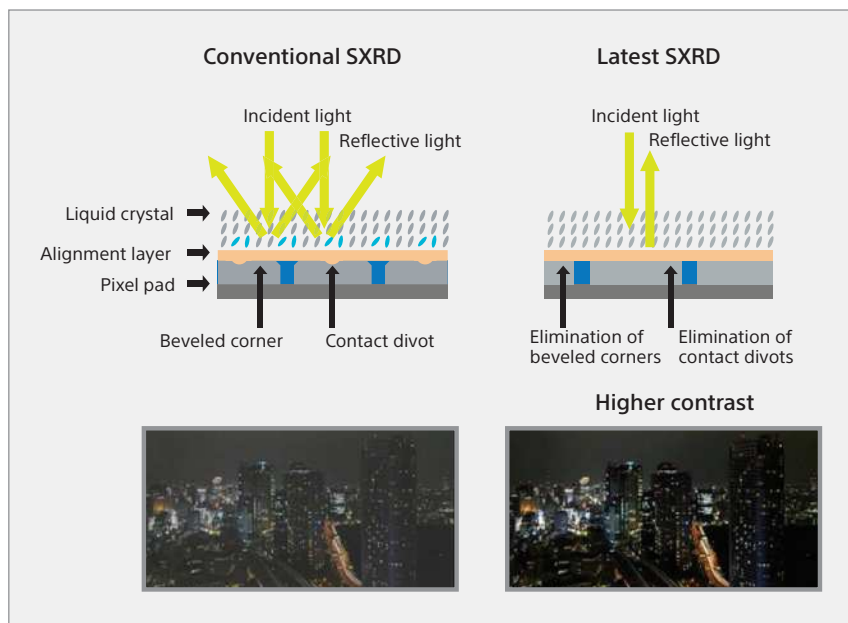 Conventional SXRD
Incident light
Reflective light
Liquid crystal
Alignment layer
Pixel pad
Beveled corner
Contact divot
Latest SXRD
Incident light
Reflective light
Elimination of
beveled corners
Elimination of
contact divots
Higher contrast